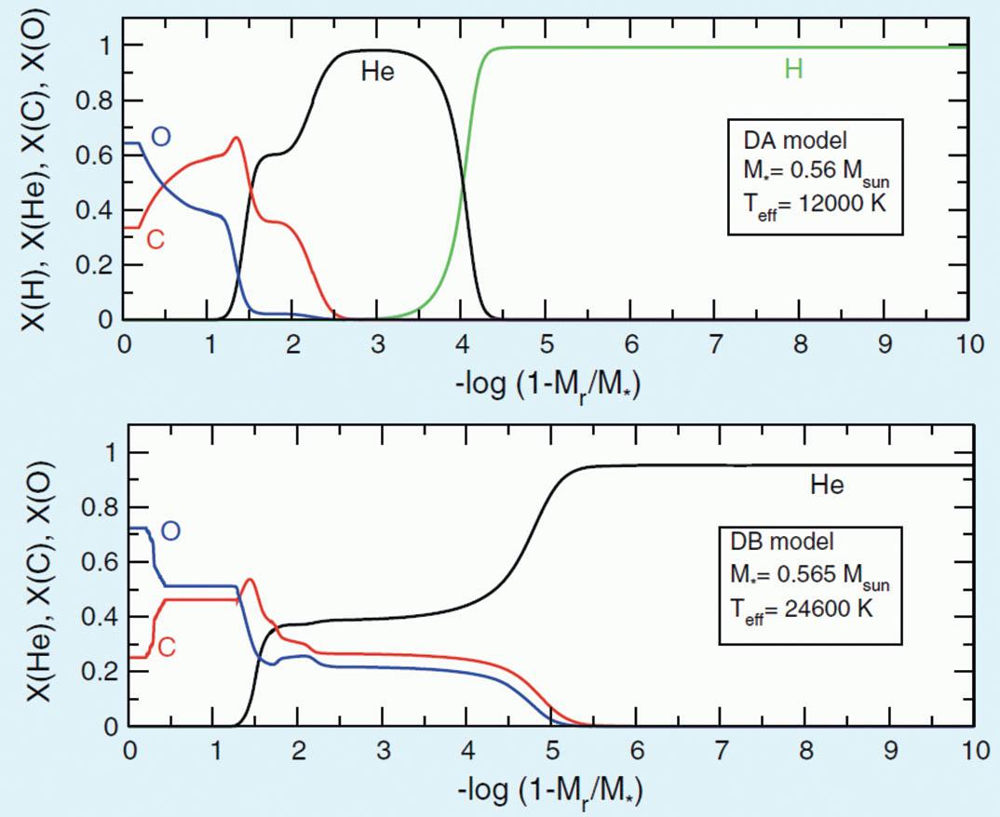 X(H), X(He), X(C), X(O)
1
0.8
0.6
0.4
0.2
0
O
C
He
H
DA model
M*= 0.56 Msun
Teff= 12000 K
0 1 2 3 4 5 6 7 8 9 10
-log (1-Mr/M*)
X(He), X(C), X(O)
1
0.8
0.6
0.4
0.2
0
O
C
He
DB model
M*= 0.565 Msun
Teff= 24600 K
0 1 2 3 4 5 6 7 8 9 10
-log (1-Mr/M*)